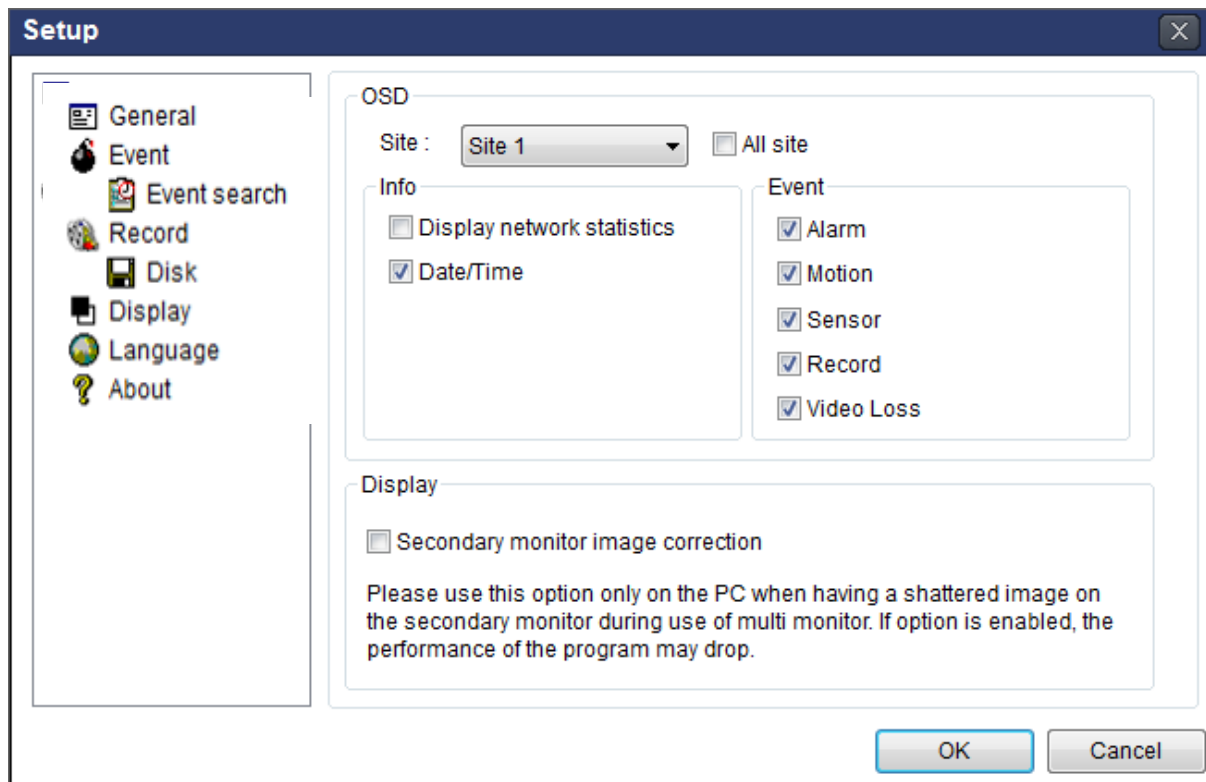 Setup
General
Event
Event search
Record
Disk
Display
Language
About
OSD
Site :
Site 1
All site
Info
Display network statistics
Date/Time
Event
Alarm
Motion
Sensor
Record
Video Loss
Display
Secondary monitor image correction
Please use this option only on the PC when having a shattered image on
the secondary monitor during use of multi monitor. If option is enabled, the
performance of the program may drop.
OK
Cancel